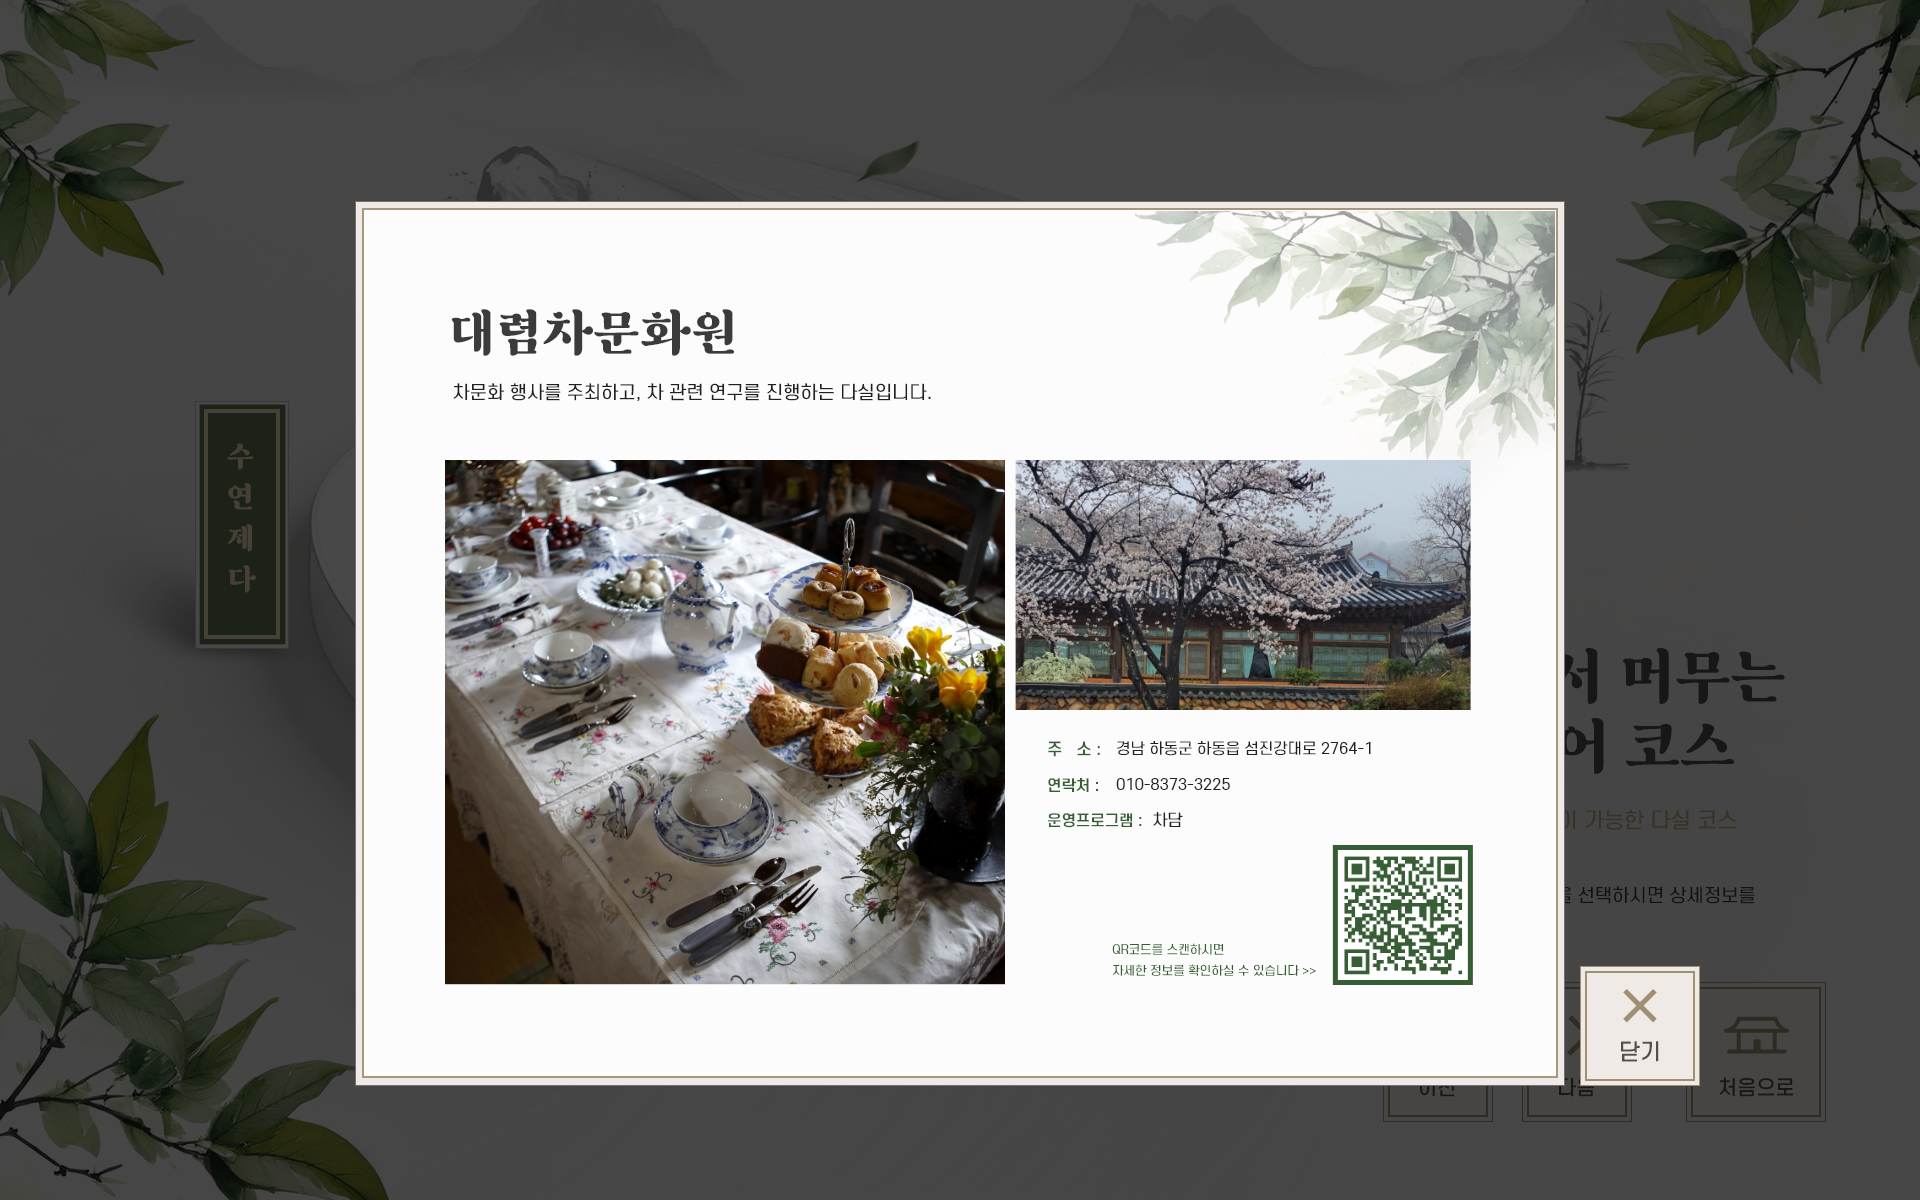 대렴차문화원
차문화 행사를 주최하고, 차 관련 연구를 진행하는 다실입니다.
수연제다
주 소 : 경남 하동군 하동읍 섬진강대로 2764-1
연락처 : 010-8373-3225
운영프로그램 : 차담
QR코드를 스캔하시면
자세한 정보를 확인하실 수 있습니다 >>
머무는
코스
가능한 다실 코스
선택하시면 상세정보를
닫기
이전
다음
처음으로